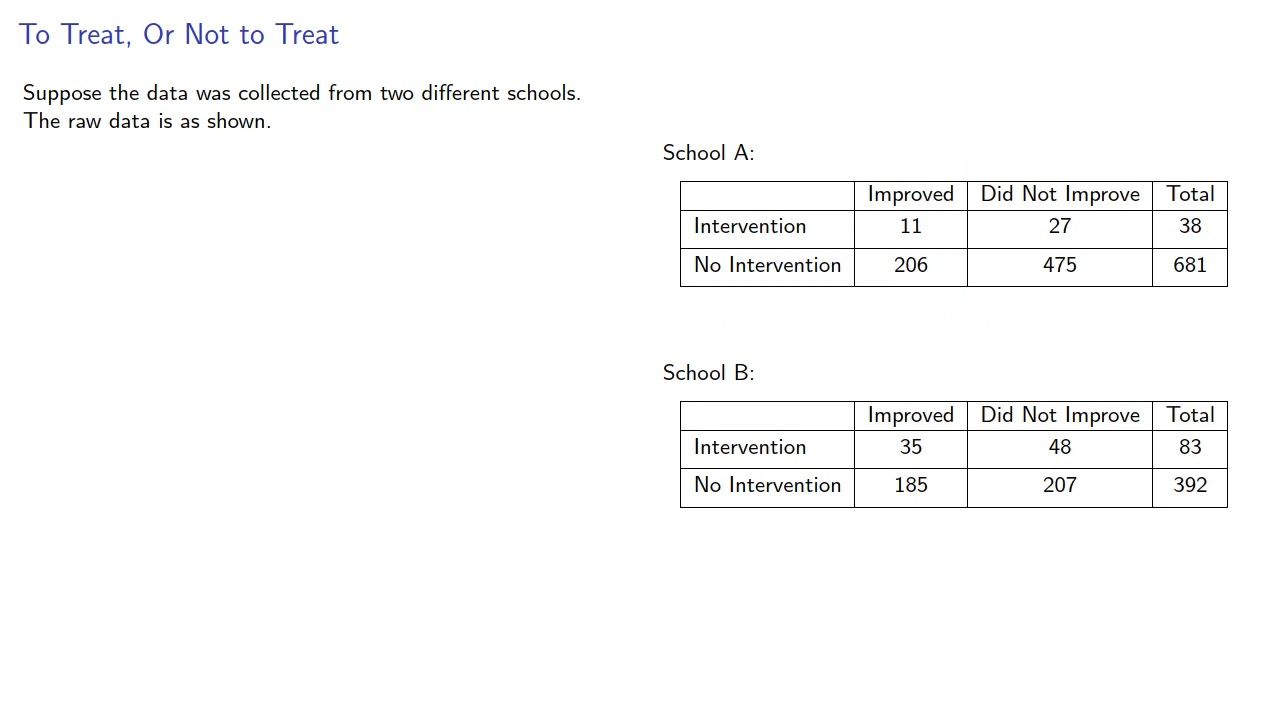 To Treat, Or Not to Treat
Suppose the data was collected from two different schools.
The raw data is as shown.
School A:
Improved Did Not Improve Total
Intervention 11 27 38
No Intervention 206 475 681
School B:
Improved Did Not Improve Total
Intervention 35 48 83
No Intervention 185 207 392